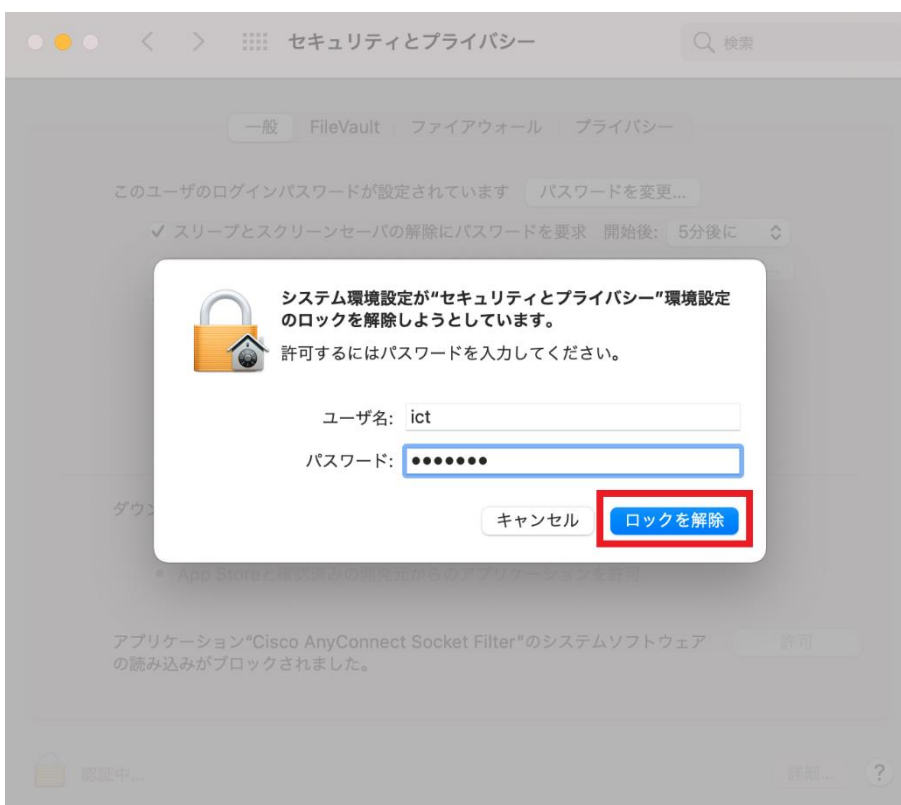 セキュリティとプライバシー
検索
一般 FileVault ファイアウォール プライバシー
このユーザのログインパスワードが設定されています パスワードを変更...
✓ スリープとスクリーンセーバの解除にパスワードを要求 開始後: 5分後に
システム環境設定が“セキュリティとプライバシー”環境設定
のロックを解除しようとしています。
許可するにはパスワードを入力してください。
ユーザ名: ict
パスワード: ●●●●●●●
キャンセル ロックを解除
ダウン
App Storeと確認済みの開発元からのアプリケーションを許可
アプリケーション“Cisco AnyConnect Socket Filter”のシステムソフトウェア 許可
の読み込みがブロックされました。
認証中... 詳細... ?